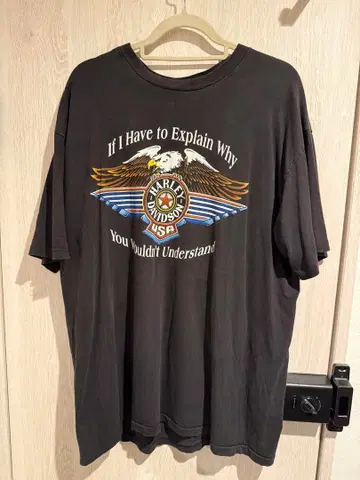 If I Have to Explain Why
HARLEY
DAVIDSON
USA
You Wouldn't Understand